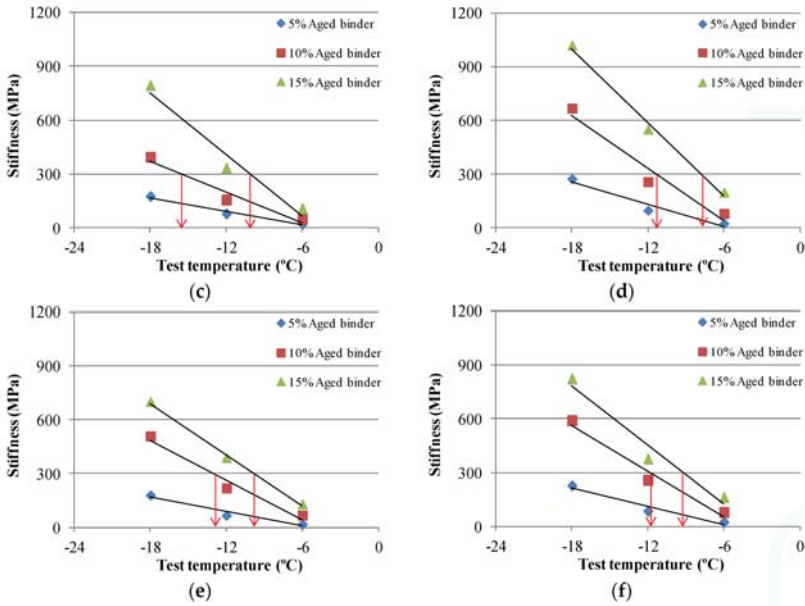 1200
900
600
300
0
Stiffness (MPa)
5% Aged binder
10% Aged binder
15% Aged binder
-24 -18 -12 -6 0
Test temperature (ºC)
(c)
1200
900
600
300
0
Stiffness (MPa)
5% Aged binder
10% Aged binder
15% Aged binder
-24 -18 -12 -6 0
Test temperature (ºC)
(d)
1200
900
600
300
0
Stiffness (MPa)
5% Aged binder
10% Aged binder
15% Aged binder
-24 -18 -12 -6 0
Test temperature (ºC)
(e)
1200
900
600
300
0
Stiffness (MPa)
5% Aged binder
10% Aged binder
15% Aged binder
-24 -18 -12 -6 0
Test temperature (ºC)
(f)